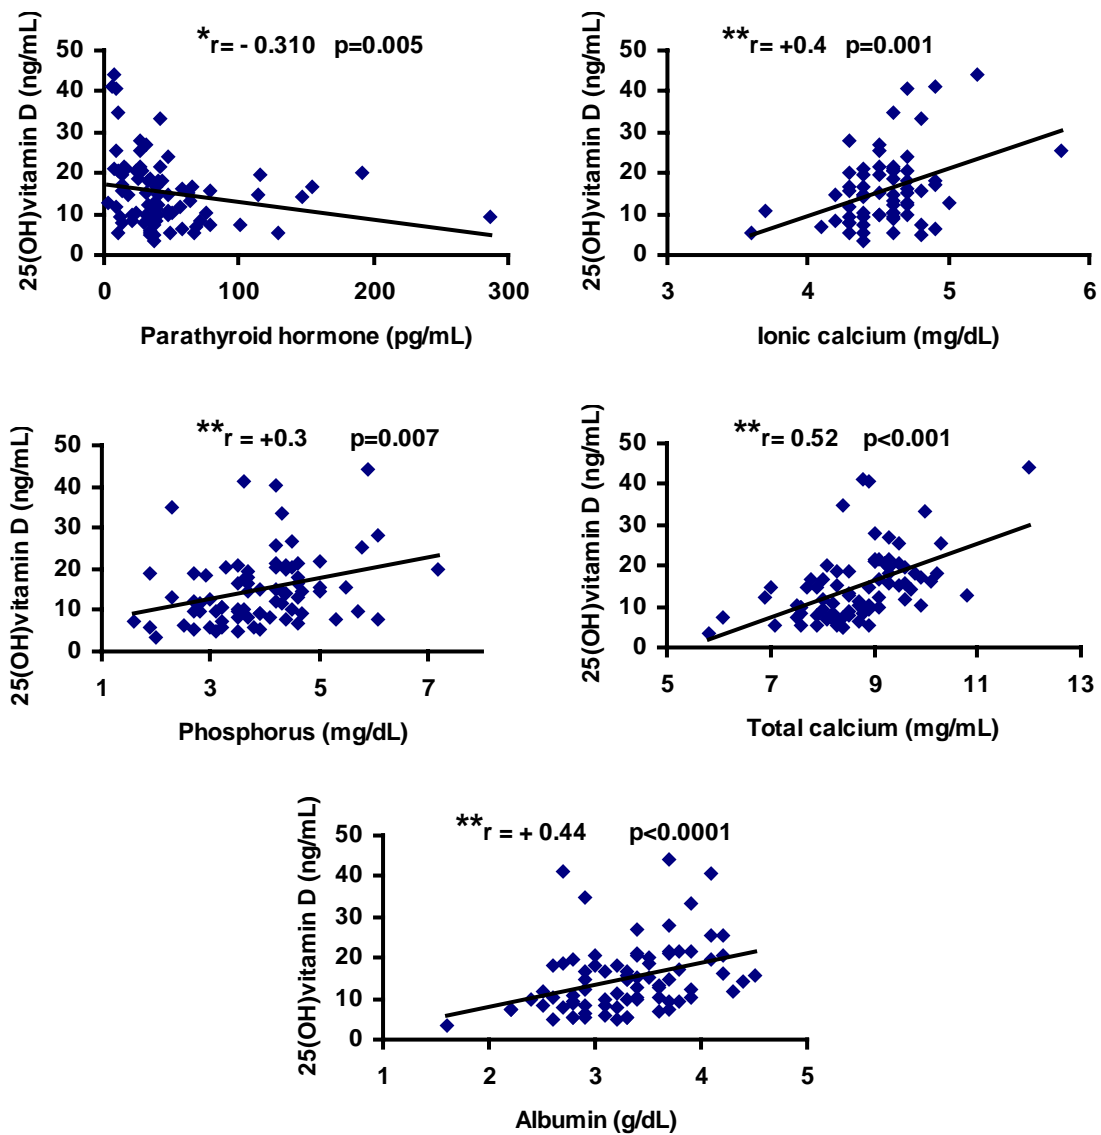 *r= - 0.310 p=0.005
25(OH)vitamin D (ng/mL)
50
40
30
20
10
0
0 100 200 300
Parathyroid hormone (pg/mL)
**r= +0.4 p=0.001
25(OH)vitamin D (ng/mL)
50
40
30
20
10
0
3 4 5 6
Ionic calcium (mg/dL)
**r = +0.3 p=0.007
25(OH)vitamin D (ng/mL)
50
40
30
20
10
0
1 3 5 7
Phosphorus (mg/dL)
**r= 0.52 p<0.001
25(OH)vitamin D (ng/mL)
50
40
30
20
10
0
5 7 9 11 13
Total calcium (mg/mL)
**r = + 0.44 p<0.0001
25(OH)vitamin D (ng/mL)
50
40
30
20
10
0
1 2 3 4 5
Albumin (g/dL)